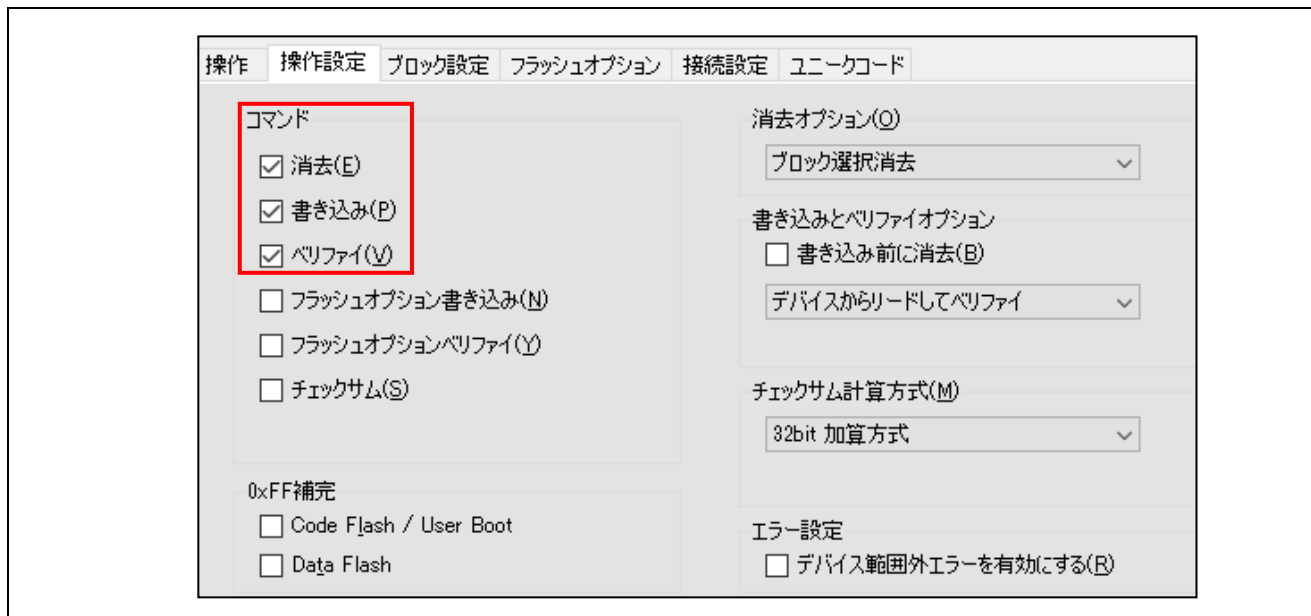 操作 操作設定 ブロック設定 フラッシュオプション 接続設定 ユニークコード
コマンド
消去(E)
書き込み(P)
ベリファイ(V)
フラッシュオプション書き込み(N)
フラッシュオプションベリファイ(Y)
チェックサム(S)
0xFF補完
Code Flash / User Boot
Data Flash
消去オプション(O)
ブロック選択消去
書き込みとベリファイオプション
書き込み前に消去(B)
デバイスからリードしてベリファイ
チェックサム計算方式(M)
32bit 加算方式
エラー設定
デバイス範囲外エラーを有効にする(R)